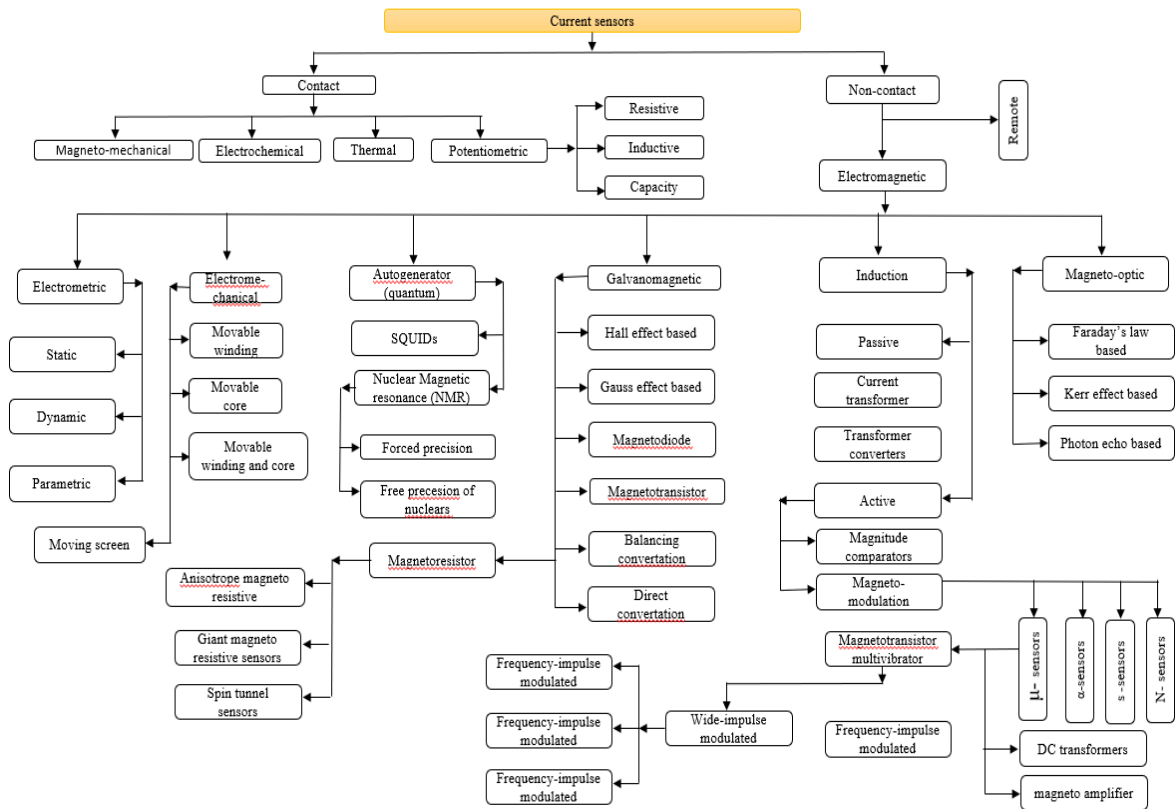 Current sensors
Contact
Non-contact
Remote
Magneto-mechanical
Electrochemical
Thermal
Potentiometric
Resistive
Inductive
Capacity
Electromagnetic
Electrometric
Static
Dynamic
Parametric
Electrome-
chanical
Movable
winding
Movable
core
Movable
winding and core
Moving screen
Autogenerator
(quantum)
SQUIDs
Nuclear Magnetic
resonance (NMR)
Forced precision
Free precesion of
nuclears
Galvanomagnetic
Hall effect based
Gauss effect based
Magnetodiode
Magnetotransistor
Balancing
convertation
Direct
convertation
Magnetoresistor
Anisotrope magneto
resistive
Giant magneto
resistive sensors
Spin tunnel
sensors
Induction
Passive
Current
transformer
Transformer
converters
Active
Magnitude
comparators
Magneto-
modulation
Magneto-optic
Faraday's law
based
Kerr effect based
Photon echo based
μ- sensors
α-sensors
s -sensors
N- sensors
Magnetotransistor
multivibrator
DC transformers
magneto amplifier
Wide-impulse
modulated
Frequency-impulse
modulated
Frequency-impulse
modulated
Frequency-impulse
modulated
Frequency-impulse
modulated